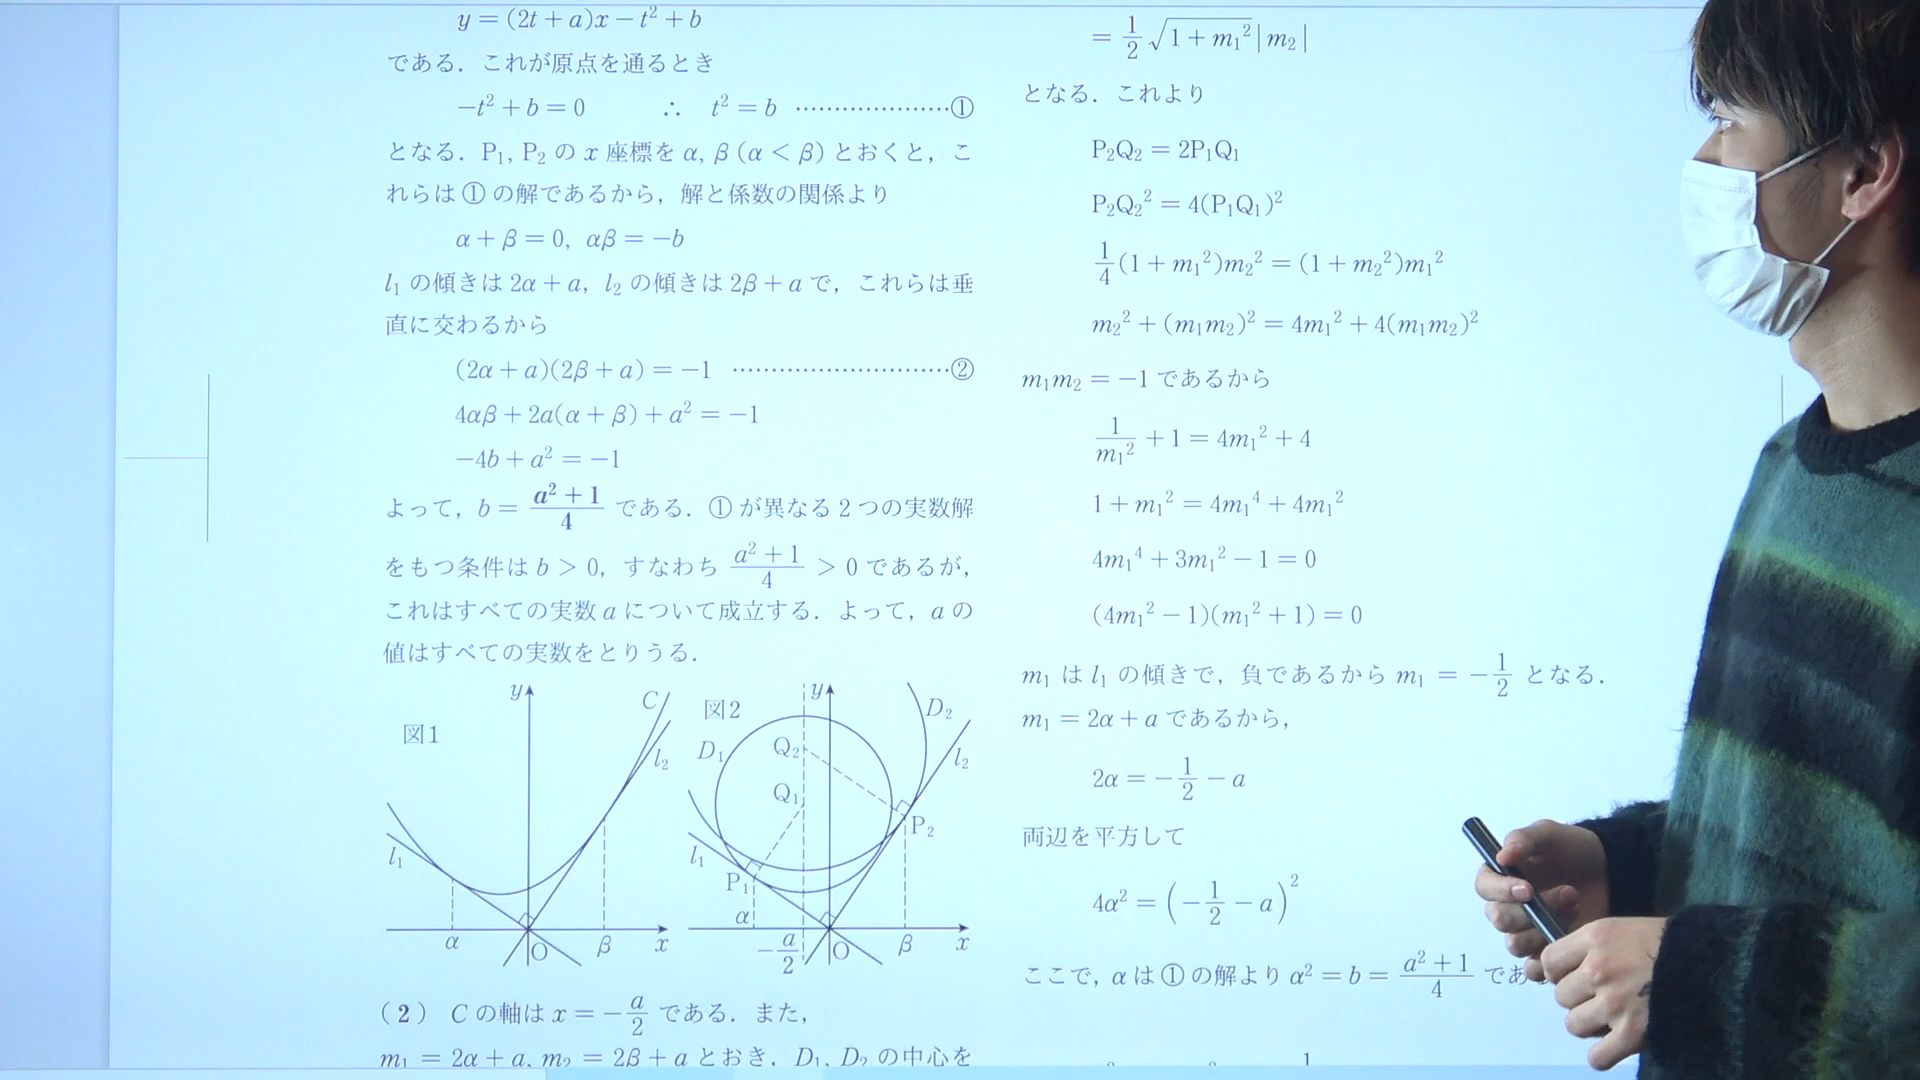 y = (2t + a)x − t² + b
である．これが原点を通るとき
−t² + b = 0 ∴ t² = b …………………①
となる．P₁, P₂ の x 座標を α, β (α < β) とおくと，こ
れらは ① の解であるから，解と係数の関係より
α + β = 0, αβ = −b
l₁ の傾きは 2α + a, l₂ の傾きは 2β + a で，これらは垂
直に交わるから
(2α + a)(2β + a) = −1 …………………………②
4αβ + 2a(α + β) + a² = −1
−4b + a² = −1
よって，b = (a² + 1)/4 である．① が異なる 2 つの実数解
をもつ条件は b > 0, すなわち (a² + 1)/4 > 0 であるが，
これはすべての実数 a について成立する．よって，a の
値はすべての実数をとりうる．
図1
y
C
l₂
l₁
α
O
β
x
図2
y
D₂
D₁
Q₂
l₂
Q₁
P₂
l₁
P₁
α
−a/2
O
β
x
（2） C の軸は x = −a/2 である．また，
m₁ = 2α + a, m₂ = 2β + a とおき，D₁, D₂ の中心を
= 1/2 √(1 + m₁²) | m₂ |
となる．これより
P₂Q₂ = 2P₁Q₁
P₂Q₂² = 4(P₁Q₁)²
1/4 (1 + m₁²)m₂² = (1 + m₂²)m₁²
m₂² + (m₁m₂)² = 4m₁² + 4(m₁m₂)²
m₁m₂ = −1 であるから
1/m₁² + 1 = 4m₁² + 4
1 + m₁² = 4m₁⁴ + 4m₁²
4m₁⁴ + 3m₁² − 1 = 0
(4m₁² − 1)(m₁² + 1) = 0
m₁ は l₁ の傾きで，負であるから m₁ = −1/2 となる．
m₁ = 2α + a であるから，
2α = −1/2 − a
両辺を平方して
4α² = (−1/2 − a)²
ここで, α は ① の解より α² = b = (a² + 1)/4 であ